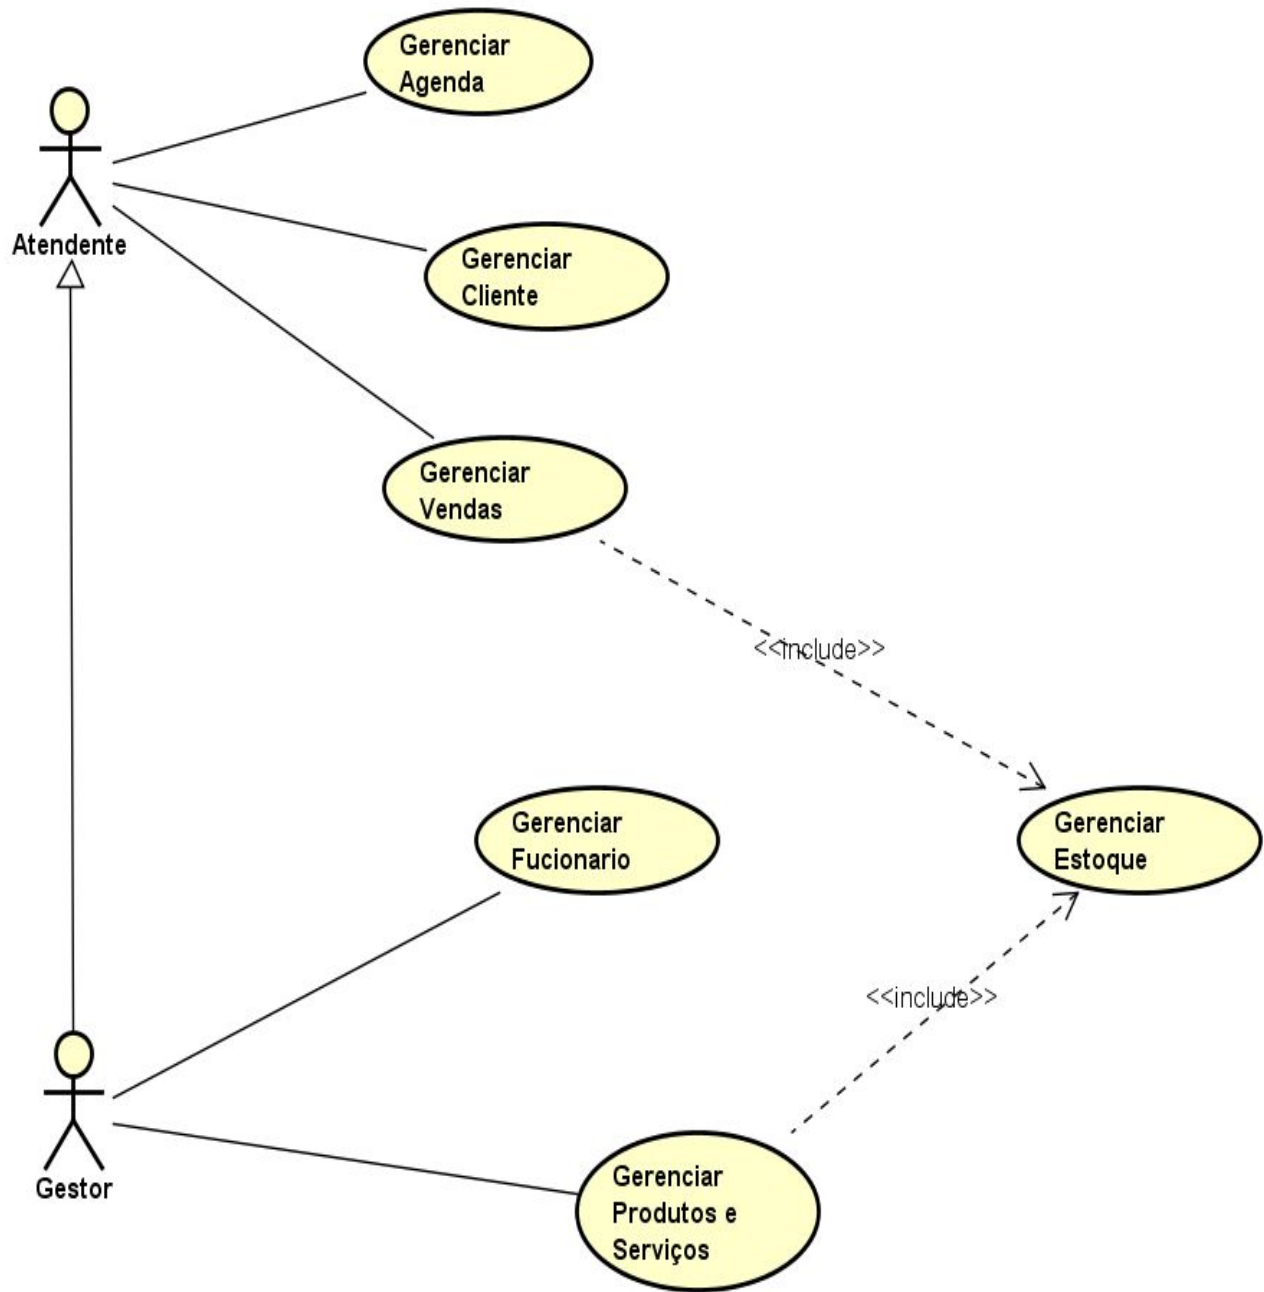 Gerenciar
Agenda
Atendente
Gerenciar
Cliente
Gerenciar
Vendas
<<include>>
Gerenciar
Fucionario
Gerenciar
Estoque
<<include>>
Gestor
Gerenciar
Produtos e
Serviços